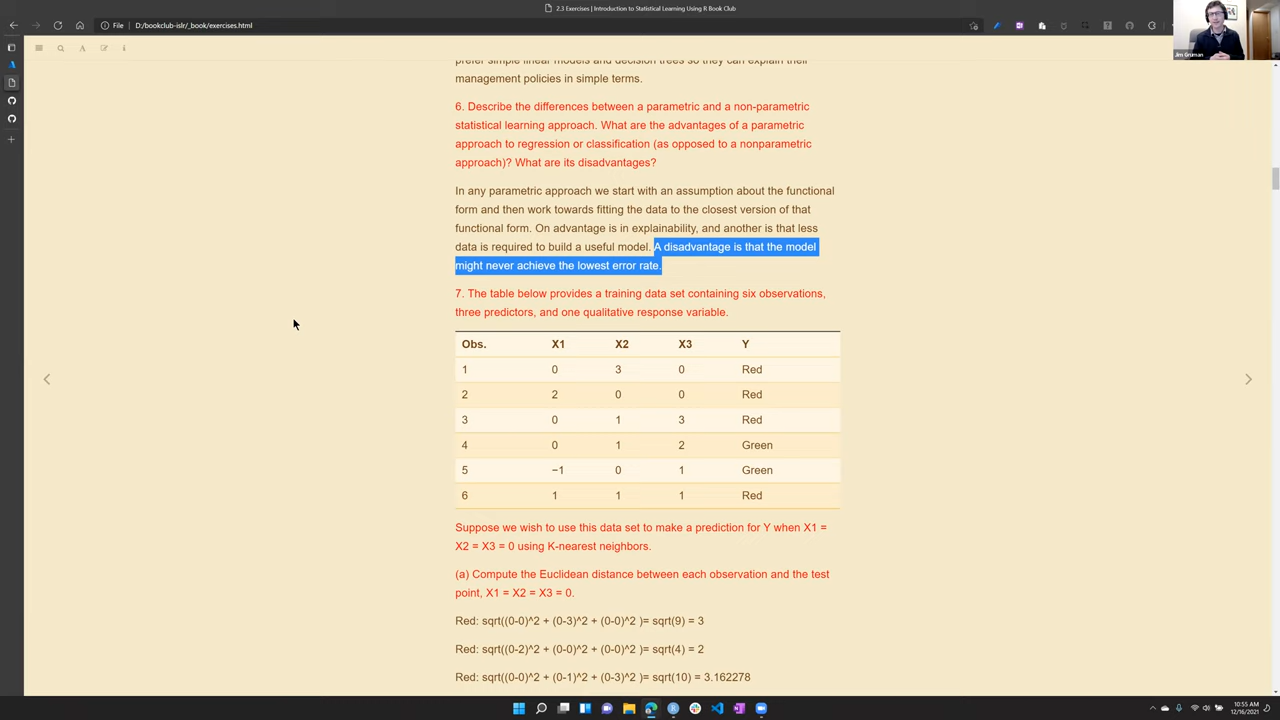 2.3 Exercises | Introduction to Statistical Learning Using R Book Club
File D:/bookclub-islr/_book/exercises.html
Jim Gruman
prefer simple linear models and decision trees so they can explain their
management policies in simple terms.
6. Describe the differences between a parametric and a non-parametric
statistical learning approach. What are the advantages of a parametric
approach to regression or classification (as opposed to a nonparametric
approach)? What are its disadvantages?
In any parametric approach we start with an assumption about the functional
form and then work towards fitting the data to the closest version of that
functional form. On advantage is in explainability, and another is that less
data is required to build a useful model. A disadvantage is that the model
might never achieve the lowest error rate.
7. The table below provides a training data set containing six observations,
three predictors, and one qualitative response variable.
Obs. X1 X2 X3 Y
1 0 3 0 Red
2 2 0 0 Red
3 0 1 3 Red
4 0 1 2 Green
5 −1 0 1 Green
6 1 1 1 Red
Suppose we wish to use this data set to make a prediction for Y when X1 =
X2 = X3 = 0 using K-nearest neighbors.
(a) Compute the Euclidean distance between each observation and the test
point, X1 = X2 = X3 = 0.
Red: sqrt((0-0)^2 + (0-3)^2 + (0-0)^2 )= sqrt(9) = 3
Red: sqrt((0-2)^2 + (0-0)^2 + (0-0)^2 )= sqrt(4) = 2
Red: sqrt((0-0)^2 + (0-1)^2 + (0-3)^2 )= sqrt(10) = 3.162278
10:55 AM
12/16/2021